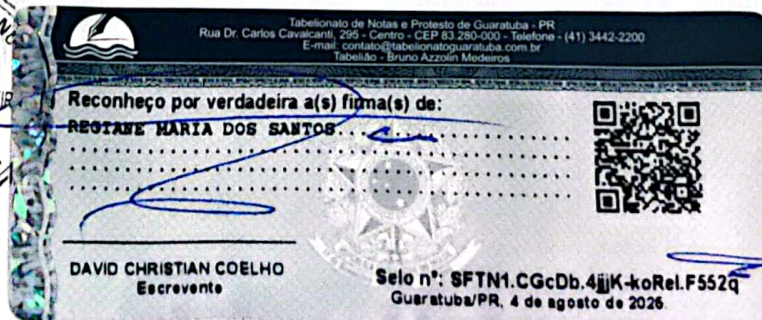 Tabelionato de Notas e Protesto de Guaratuba - PR
Rua Dr. Carlos Cavalcanti, 295 - Centro - CEP 83.280-000 - Telefone - (41) 3442-2200
E-mail: contato@tabelionatoguaratuba.com.br
Tabelião - Bruno Azzolin Medeiros
Reconheço por verdadeira a(s) firma(s) de:
REGIANE MARIA DOS SANTOS
DAVID CHRISTIAN COELHO
Escrevente
Selo nº: SFTN1.CGcDb.4jjjK-koRel.F552q
Guaratuba/PR, 4 de agosto de 2026.